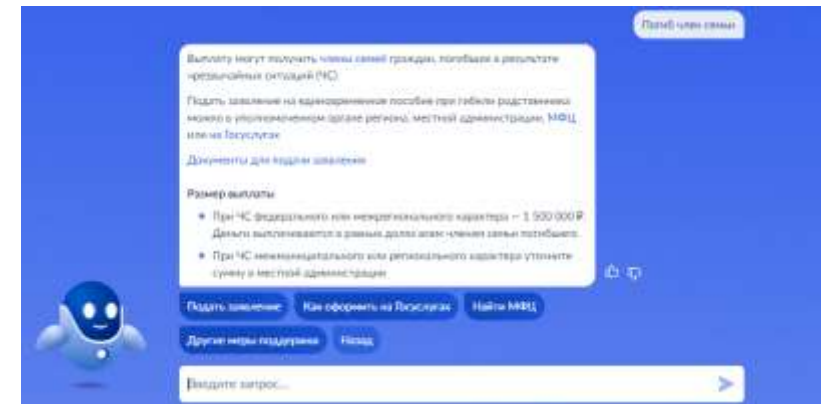 Погиб член семьи
Выплату могут получить члены семей граждан, погибших в результате
чрезвычайных ситуаций (ЧС)
Подать заявление на единовременное пособие при гибели родственника
можно в уполномоченном органе региона, местной администрации, МФЦ
или на Госуслугах
Документы для подачи заявления
Размер выплаты
При ЧС федерального или межрегионального характера — 1 500 000 ₽
Деньги выплачиваются в равных долях всем членам семьи погибшего.
При ЧС межмуниципального или регионального характера уточните
сумму в местной администрации
Подать заявление Как оформить на Госуслугах Найти МФЦ
Другие меры поддержки Назад
Введите запрос...